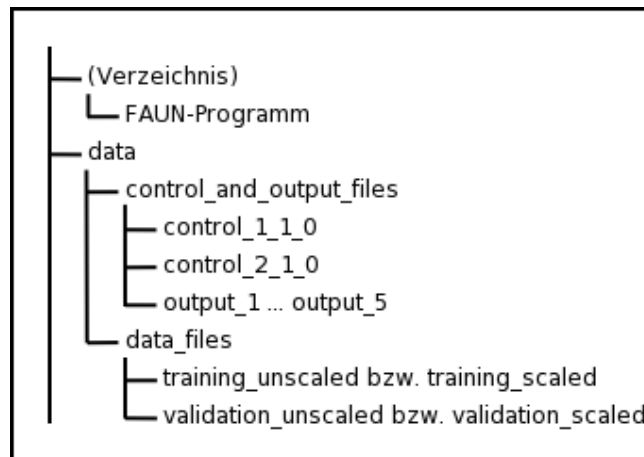 (Verzeichnis)
FAUN-Programm
data
control_and_output_files
control_1_1_0
control_2_1_0
output_1 ... output_5
data_files
training_unscaled bzw. training_scaled
validation_unscaled bzw. validation_scaled